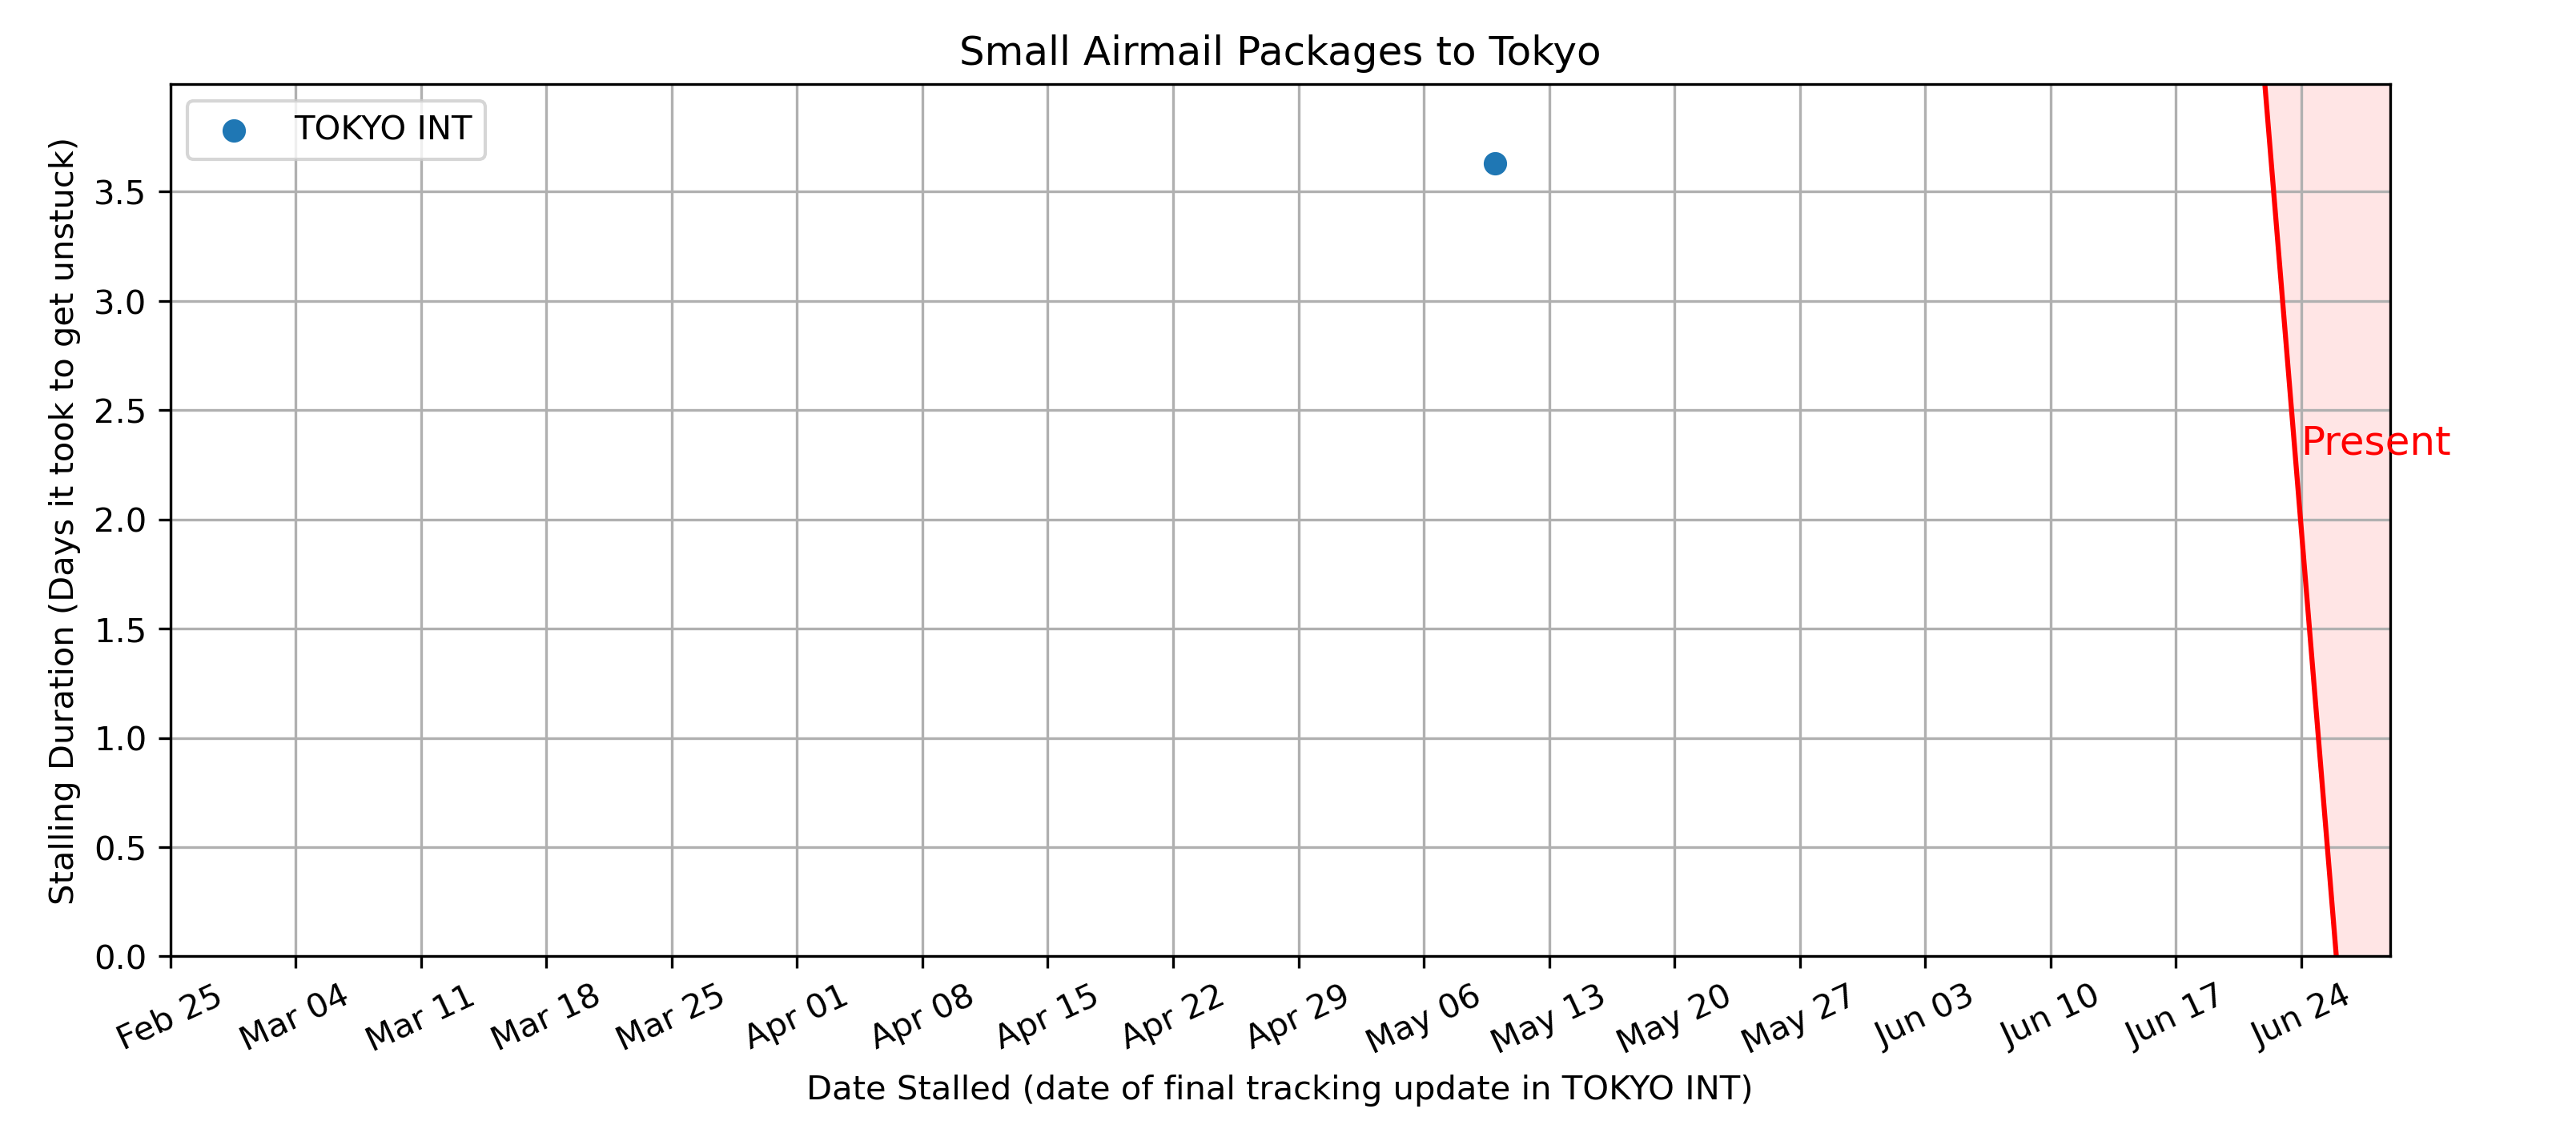 Small Airmail Packages to Tokyo
TOKYO INT
Stalling Duration (Days it took to get unstuck)
3.5
3.0
2.5
2.0
1.5
1.0
0.5
0.0
Present
Feb 25
Mar 04
Mar 11
Mar 18
Mar 25
Apr 01
Apr 08
Apr 15
Apr 22
Apr 29
May 06
May 13
May 20
May 27
Jun 03
Jun 10
Jun 17
Jun 24
Date Stalled (date of final tracking update in TOKYO INT)